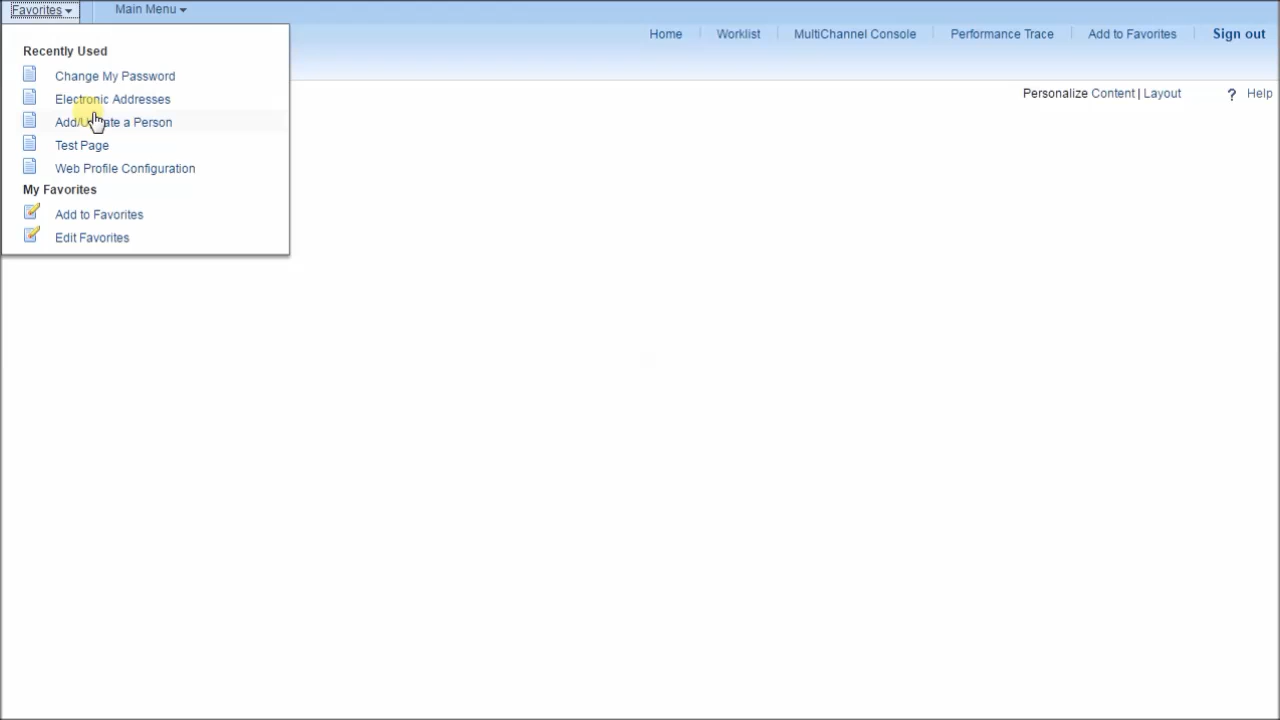 Favorites Main Menu
Home Worklist MultiChannel Console Performance Trace Add to Favorites Sign out
Recently Used
Change My Password
Personalize Content | Layout ? Help
Electronic Addresses
Add/Update a Person
Test Page
Web Profile Configuration
My Favorites
Add to Favorites
Edit Favorites